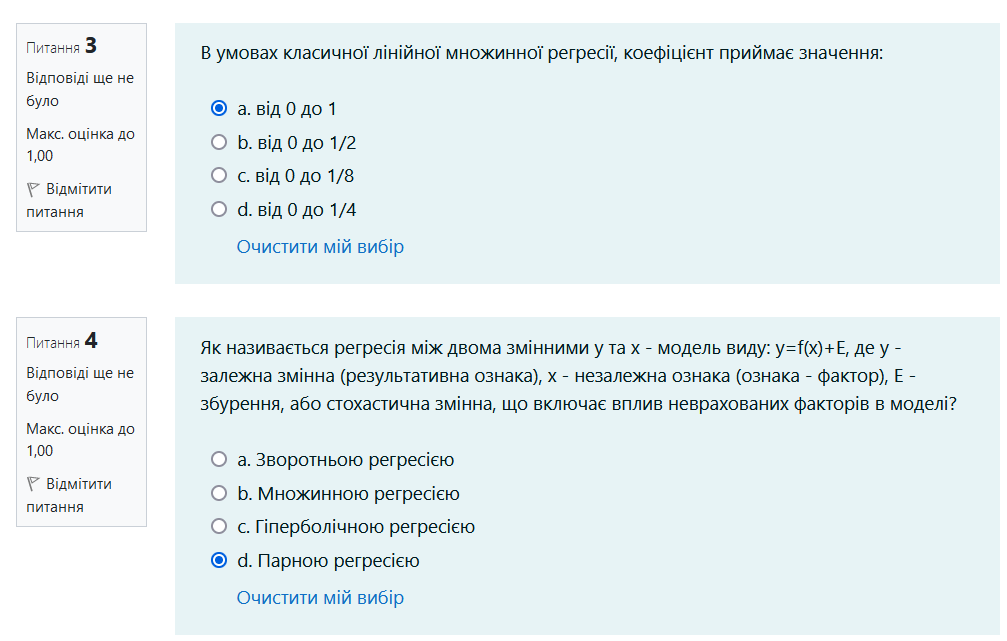 Питання 3
Відповіді ще не
було
Макс. оцінка до
1,00
Відмітити
питання
В умовах класичної лінійної множинної регресії, коефіцієнт приймає значення:
a. від 0 до 1
b. від 0 до 1/2
c. від 0 до 1/8
d. від 0 до 1/4
Очистити мій вибір
Питання 4
Відповіді ще не
було
Макс. оцінка до
1,00
Відмітити
питання
Як називається регресія між двома змінними у та х - модель виду: y=f(x)+E, де у -
залежна змінна (результативна ознака), х - незалежна ознака (ознака - фактор), Е -
збурення, або стохастична змінна, що включає вплив неврахованих факторів в моделі?
a. Зворотньою регресією
b. Множинною регресією
c. Гіперболічною регресією
d. Парною регресією
Очистити мій вибір